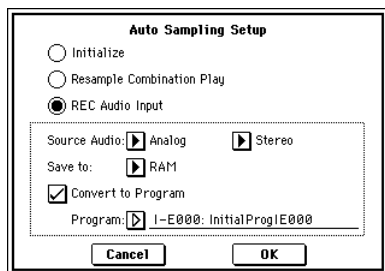 Auto Sampling Setup
Initialize
Resample Combination Play
REC Audio Input
Source Audio: Analog Stereo
Save to: RAM
Convert to Program
Program: I-E000: InitialProgIE000
Cancel OK